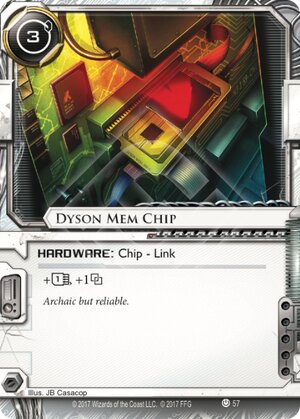 3
DYSON MEM CHIP
HARDWARE: Chip - Link
+1, +1
Archaic but reliable.
Illus. JB Casacop
© 2017 Wizards of the Coast LLC. © 2017 FFG
57